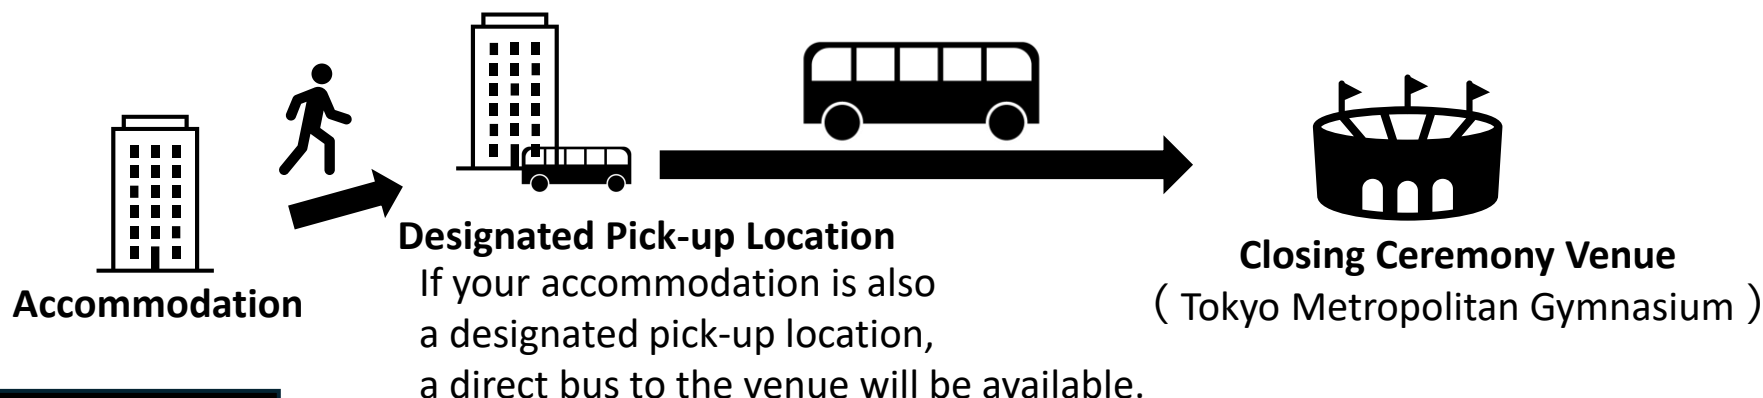 Accommodation
Designated Pick-up Location
If your accommodation is also
a designated pick-up location,
a direct bus to the venue will be available.
Closing Ceremony Venue
（ Tokyo Metropolitan Gymnasium ）